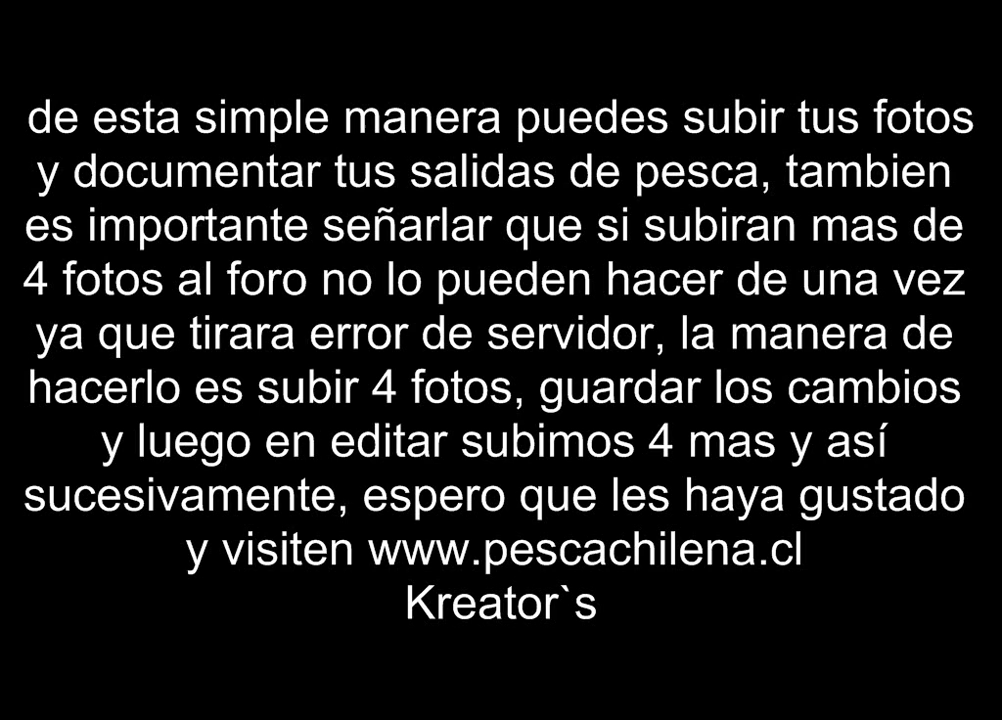 de esta simple manera puedes subir tus fotos
y documentar tus salidas de pesca, tambien
es importante señarlar que si subiran mas de
4 fotos al foro no lo pueden hacer de una vez
ya que tirara error de servidor, la manera de
hacerlo es subir 4 fotos, guardar los cambios
y luego en editar subimos 4 mas y así
sucesivamente, espero que les haya gustado
y visiten www.pescachilena.cl
Kreator`s